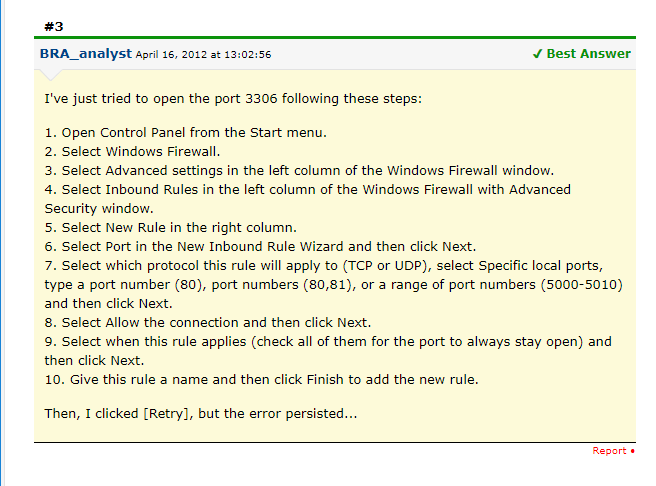 #3
BRA_analyst April 16, 2012 at 13:02:56 ✓ Best Answer
I've just tried to open the port 3306 following these steps:
1. Open Control Panel from the Start menu.
2. Select Windows Firewall.
3. Select Advanced settings in the left column of the Windows Firewall window.
4. Select Inbound Rules in the left column of the Windows Firewall with Advanced
Security window.
5. Select New Rule in the right column.
6. Select Port in the New Inbound Rule Wizard and then click Next.
7. Select which protocol this rule will apply to (TCP or UDP), select Specific local ports,
type a port number (80), port numbers (80,81), or a range of port numbers (5000-5010)
and then click Next.
8. Select Allow the connection and then click Next.
9. Select when this rule applies (check all of them for the port to always stay open) and
then click Next.
10. Give this rule a name and then click Finish to add the new rule.
Then, I clicked [Retry], but the error persisted...
Report •